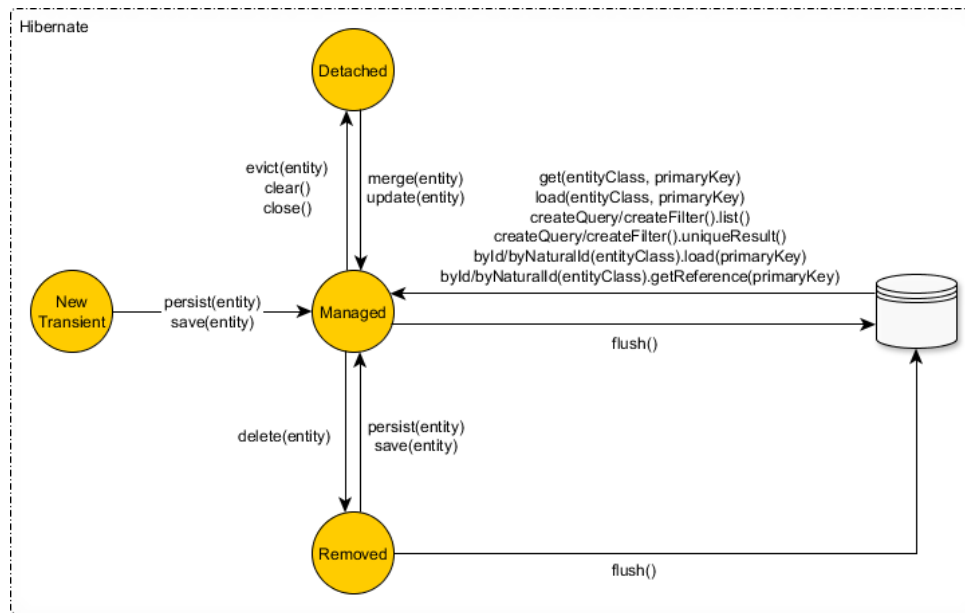 Hibernate
Detached
evict(entity)
clear()
close()
merge(entity)
update(entity)
get(entityClass, primaryKey)
load(entityClass, primaryKey)
createQuery/createFilter().list()
createQuery/createFilter().uniqueResult()
byId/byNaturalId(entityClass).load(primaryKey)
byId/byNaturalId(entityClass).getReference(primaryKey)
New
Transient
persist(entity)
save(entity)
Managed
flush()
delete(entity)
persist(entity)
save(entity)
Removed
flush()